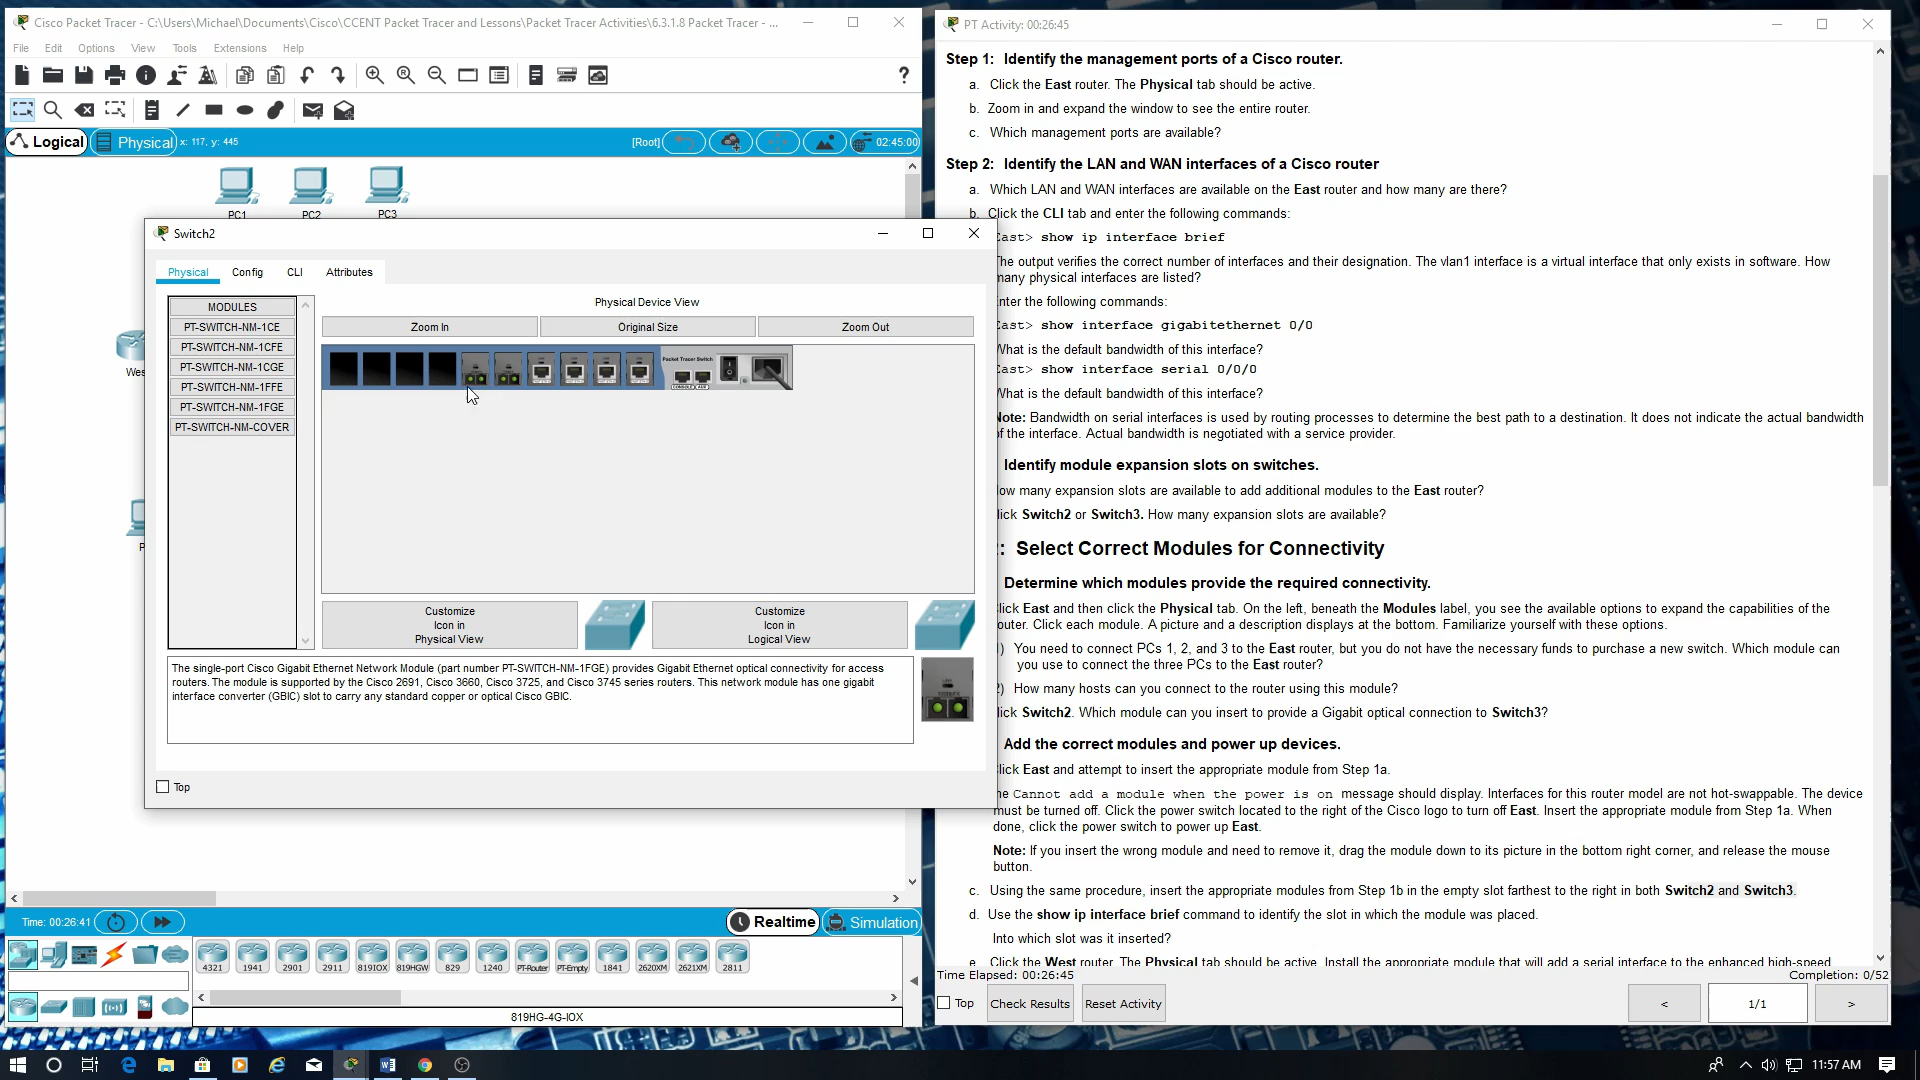 Cisco Packet Tracer - C:\Users\Michael\Documents\Cisco\CCENT Packet Tracer and Lessons\Packet Tracer Activities\6.3.1.8 Packet Tracer - ...
File Edit Options View Tools Extensions Help
Logical Physical x: 117, y: 445 [Root] 02:45:00
PC1 PC2 PC3
Switch2
Physical Config CLI Attributes
MODULES
PT-SWITCH-NM-1CE
PT-SWITCH-NM-1CFE
PT-SWITCH-NM-1CGE
PT-SWITCH-NM-1FFE
PT-SWITCH-NM-1FGE
PT-SWITCH-NM-COVER
Physical Device View
Zoom In Original Size Zoom Out
Packet Tracer Switch
Wes
P
Customize
Icon in
Physical View
Customize
Icon in
Logical View
The single-port Cisco Gigabit Ethernet Network Module (part number PT-SWITCH-NM-1FGE) provides Gigabit Ethernet optical connectivity for access
routers. The module is supported by the Cisco 2691, Cisco 3660, Cisco 3725, and Cisco 3745 series routers. This network module has one gigabit
interface converter (GBIC) slot to carry any standard copper or optical Cisco GBIC.
Top
Time: 00:26:41 Realtime Simulation
4321 1941 2901 2911 819IOX 819HGW 829 1240 PT-Router PT-Empty 1841 2620XM 2621XM 2811
819HG-4G-IOX
PT Activity: 00:26:45
Step 1: Identify the management ports of a Cisco router.
a. Click the East router. The Physical tab should be active.
b. Zoom in and expand the window to see the entire router.
c. Which management ports are available?
Step 2: Identify the LAN and WAN interfaces of a Cisco router
a. Which LAN and WAN interfaces are available on the East router and how many are there?
b. Click the CLI tab and enter the following commands:
East> show ip interface brief
The output verifies the correct number of interfaces and their designation. The vlan1 interface is a virtual interface that only exists in software. How
many physical interfaces are listed?
Enter the following commands:
East> show interface gigabitethernet 0/0
What is the default bandwidth of this interface?
East> show interface serial 0/0/0
What is the default bandwidth of this interface?
Note: Bandwidth on serial interfaces is used by routing processes to determine the best path to a destination. It does not indicate the actual bandwidth
of the interface. Actual bandwidth is negotiated with a service provider.
Identify module expansion slots on switches.
How many expansion slots are available to add additional modules to the East router?
lick Switch2 or Switch3. How many expansion slots are available?
: Select Correct Modules for Connectivity
Determine which modules provide the required connectivity.
lick East and then click the Physical tab. On the left, beneath the Modules label, you see the available options to expand the capabilities of the
outer. Click each module. A picture and a description displays at the bottom. Familiarize yourself with these options.
) You need to connect PCs 1, 2, and 3 to the East router, but you do not have the necessary funds to purchase a new switch. Which module can
you use to connect the three PCs to the East router?
2) How many hosts can you connect to the router using this module?
lick Switch2. Which module can you insert to provide a Gigabit optical connection to Switch3?
Add the correct modules and power up devices.
lick East and attempt to insert the appropriate module from Step 1a.
he Cannot add a module when the power is on message should display. Interfaces for this router model are not hot-swappable. The device
must be turned off. Click the power switch located to the right of the Cisco logo to turn off East. Insert the appropriate module from Step 1a. When
done, click the power switch to power up East.
Note: If you insert the wrong module and need to remove it, drag the module down to its picture in the bottom right corner, and release the mouse
button.
c. Using the same procedure, insert the appropriate modules from Step 1b in the empty slot farthest to the right in both Switch2 and Switch3.
d. Use the show ip interface brief command to identify the slot in which the module was placed.
Into which slot was it inserted?
e. Click the West router. The Physical tab should be active. Install the appropriate module that will add a serial interface to the enhanced high-speed
Time Elapsed: 00:26:45 Completion: 0/52
Top Check Results Reset Activity < 1/1 >
11:57 AM